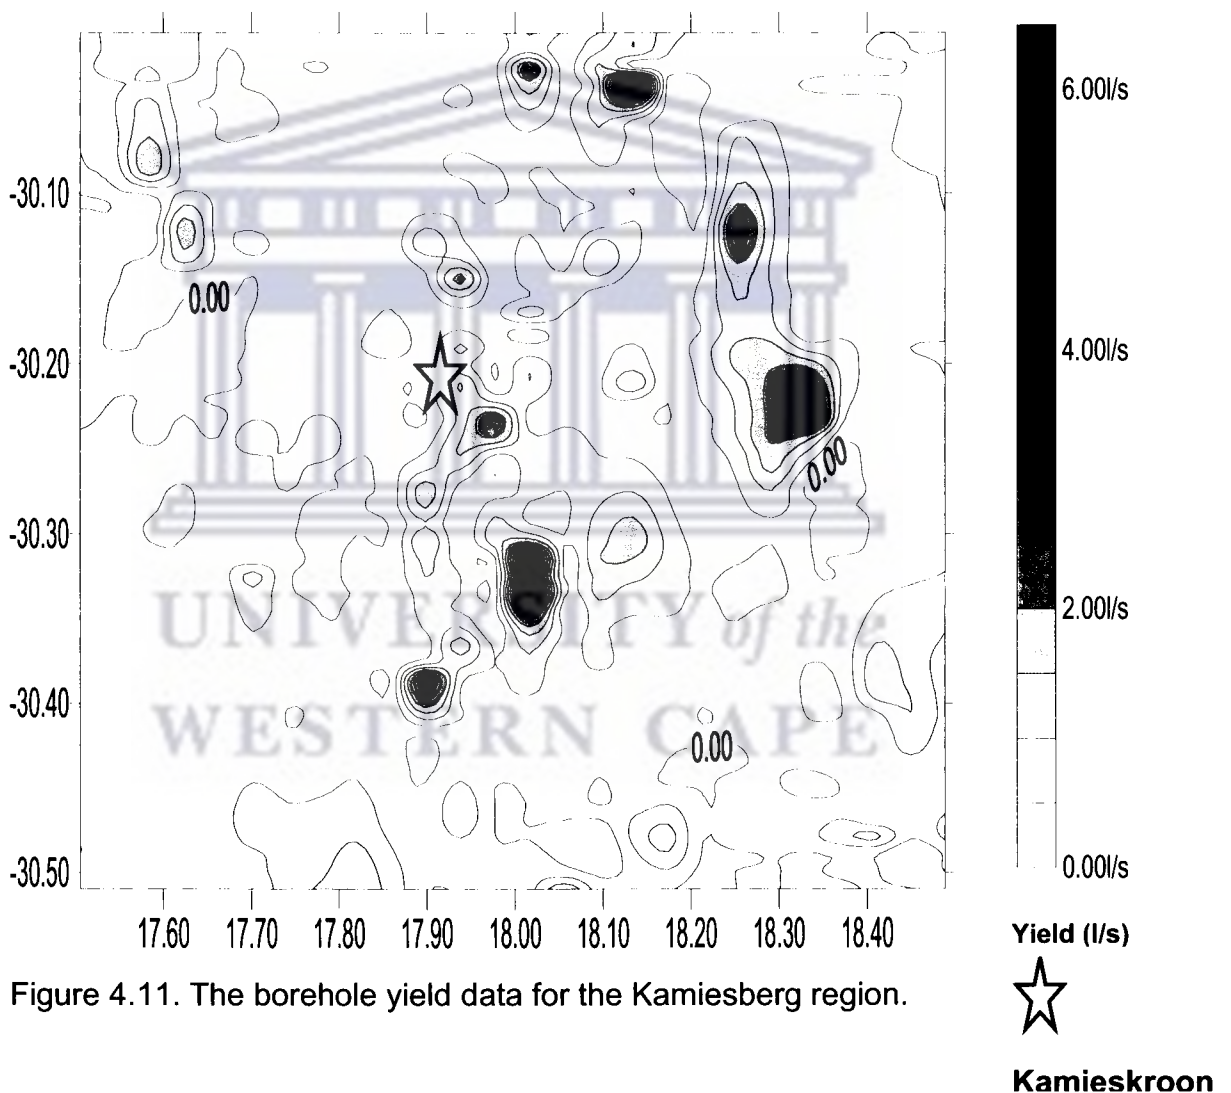 6.00l/s
-30.10
0.00
-30.20
4.00l/s
0.00
-30.30
2.00l/s
UNIVERSITY of the
-30.40
WESTERN CAPE
0.00
-30.50
0.00l/s
17.60 17.70 17.80 17.90 18.00 18.10 18.20 18.30 18.40
Yield (l/s)
Figure 4.11. The borehole yield data for the Kamiesberg region.
Kamieskroon